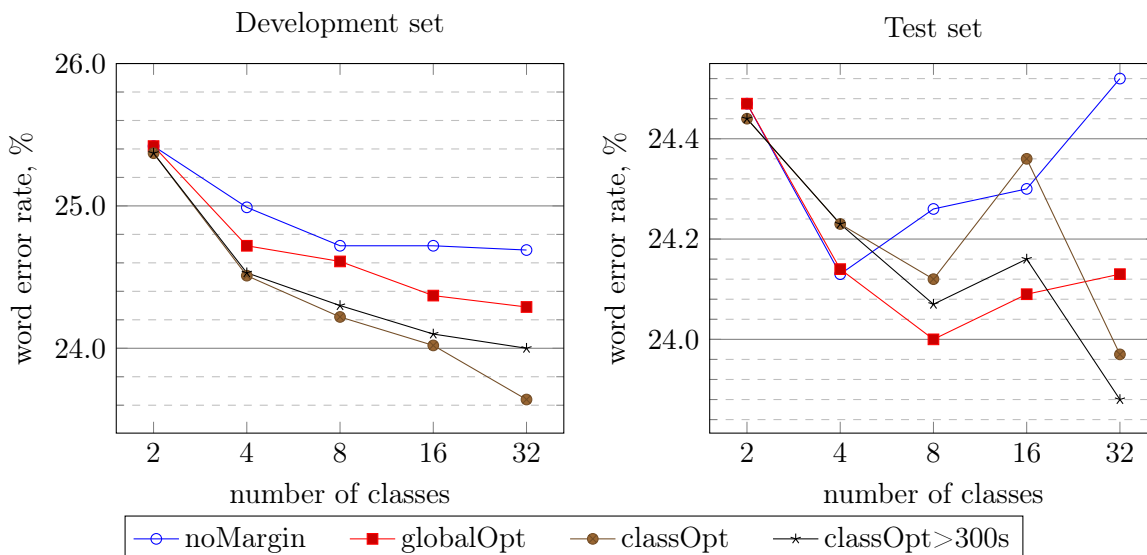 Development set
Test set
word error rate, %
26.0
25.0
24.0
2 4 8 16 32
number of classes
word error rate, %
24.4
24.2
24.0
2 4 8 16 32
number of classes
noMargin globalOpt classOpt classOpt>300s